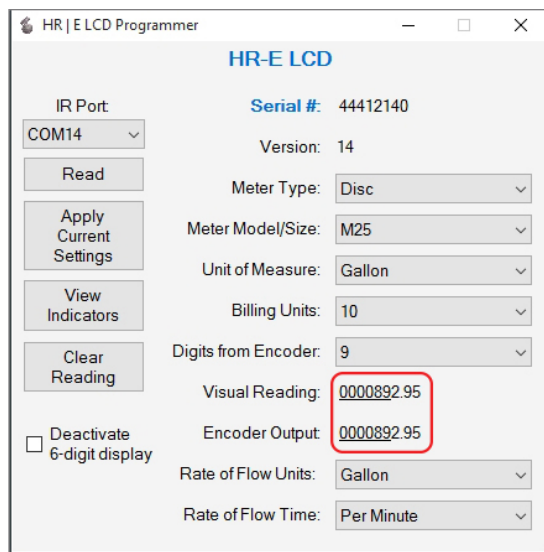 HR | E LCD Programmer
HR-E LCD
IR Port:
COM14
Read
Apply
Current
Settings
View
Indicators
Clear
Reading
Deactivate
6-digit display
Serial #: 44412140
Version: 14
Meter Type: Disc
Meter Model/Size: M25
Unit of Measure: Gallon
Billing Units: 10
Digits from Encoder: 9
Visual Reading: 0000892.95
Encoder Output: 0000892.95
Rate of Flow Units: Gallon
Rate of Flow Time: Per Minute